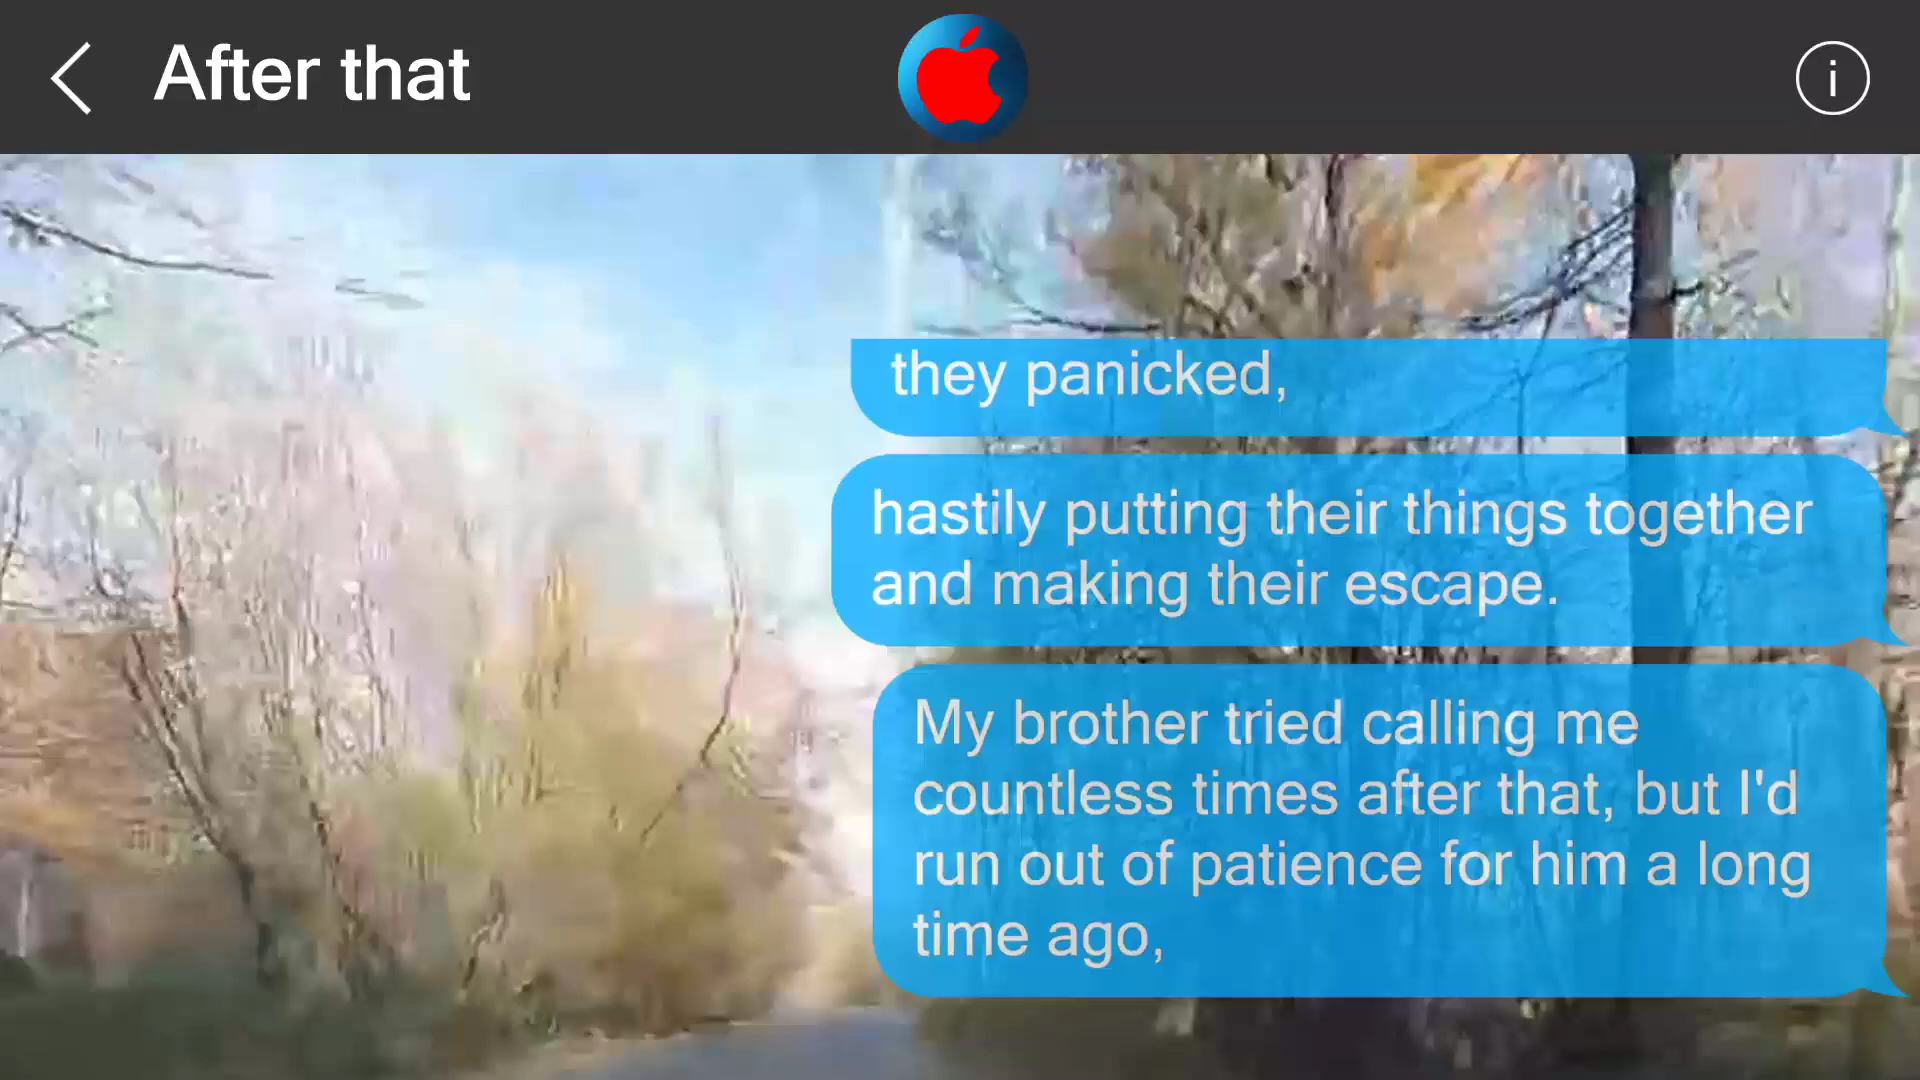 After that
they panicked,
hastily putting their things together
and making their escape.
My brother tried calling me
countless times after that, but I'd
run out of patience for him a long
time ago,